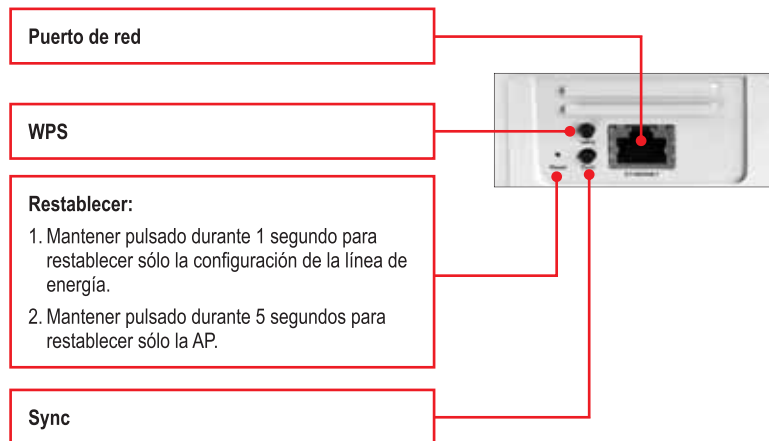 Puerto de red
WPS
Restablecer:
1. Mantener pulsado durante 1 segundo para
restablecer sólo la configuración de la línea de
energía.
2. Mantener pulsado durante 5 segundos para
restablecer sólo la AP.
Sync